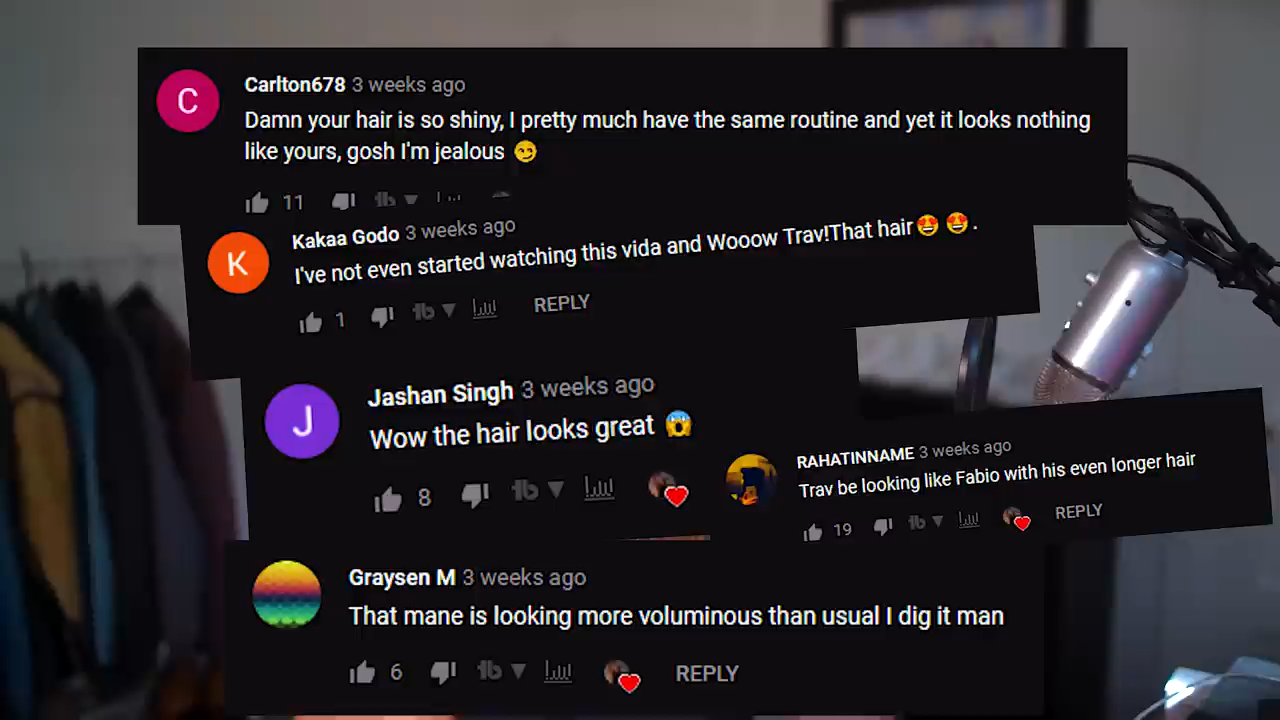 C
Carlton678 3 weeks ago
Damn your hair is so shiny, I pretty much have the same routine and yet it looks nothing
like yours, gosh I'm jealous 😏
11
K
Kakaa Godo 3 weeks ago
I've not even started watching this vida and Wooow Trav!That hair😍 😍 .
1
REPLY
J
Jashan Singh 3 weeks ago
Wow the hair looks great 😱
8
RAHATINNAME 3 weeks ago
Trav be looking like Fabio with his even longer hair
19
REPLY
Graysen M 3 weeks ago
That mane is looking more voluminous than usual I dig it man
6
REPLY